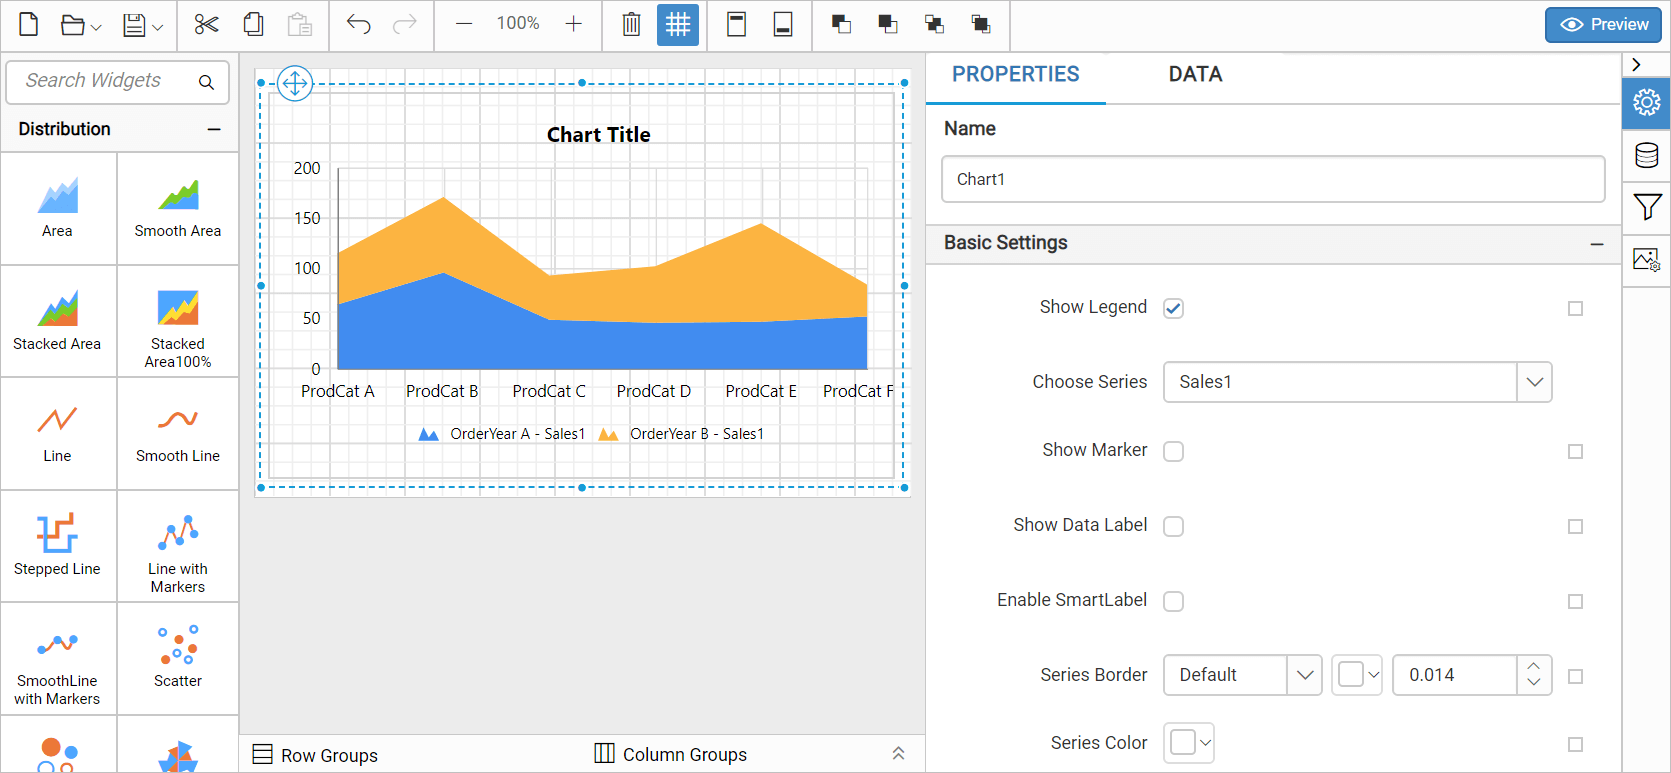 100%
Preview
Search Widgets
Distribution
Area
Smooth Area
Stacked Area
Stacked
Area100%
Line
Smooth Line
Stepped Line
Line with
Markers
SmoothLine
with Markers
Scatter
Chart Title
200
150
100
50
0
ProdCat A
ProdCat B
ProdCat C
ProdCat D
ProdCat E
ProdCat F
OrderYear A - Sales1
OrderYear B - Sales1
Row Groups
Column Groups
PROPERTIES
DATA
Name
Chart1
Basic Settings
Show Legend
Choose Series
Sales1
Show Marker
Show Data Label
Enable SmartLabel
Series Border
Default
0.014
Series Color